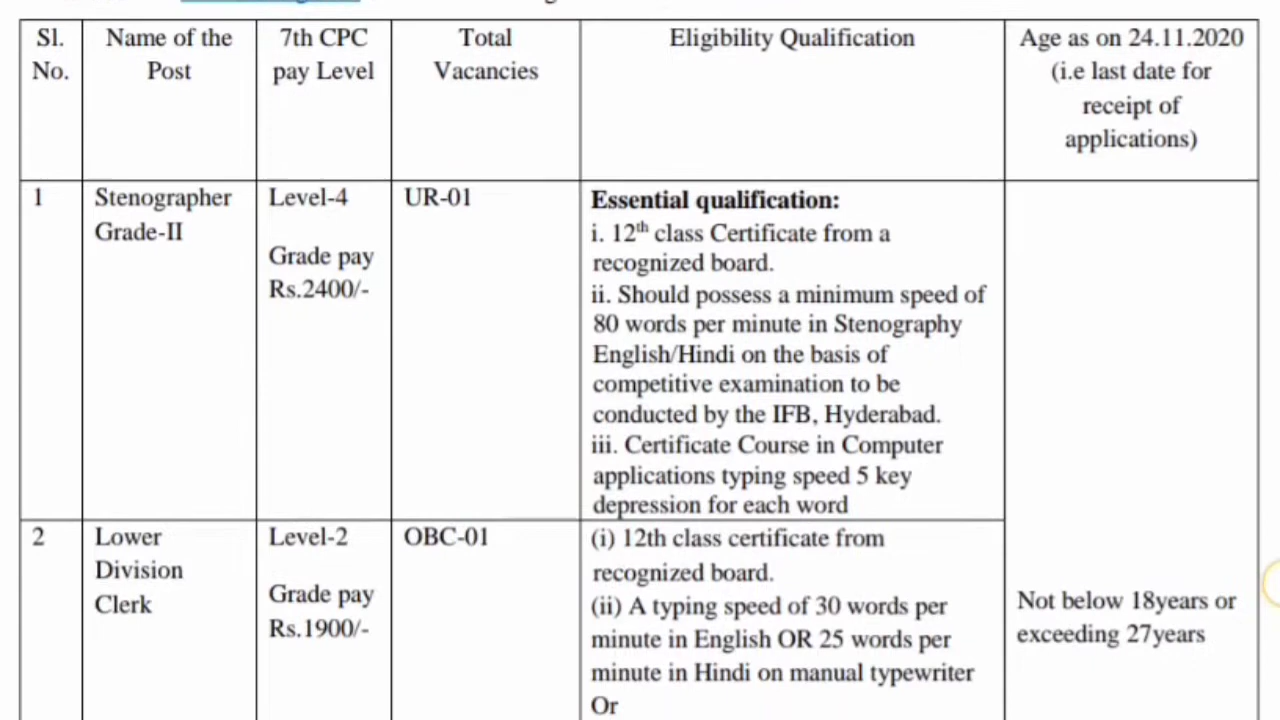 Sl.
No.
Name of the
Post
7th CPC
pay Level
Total
Vacancies
Eligibility Qualification
Age as on 24.11.2020
(i.e last date for
receipt of
applications)
1
Stenographer
Grade-II
Level-4
Grade pay
Rs.2400/-
UR-01
Essential qualification:
i. 12th class Certificate from a
recognized board.
ii. Should possess a minimum speed of
80 words per minute in Stenography
English/Hindi on the basis of
competitive examination to be
conducted by the IFB, Hyderabad.
iii. Certificate Course in Computer
applications typing speed 5 key
depression for each word
2
Lower
Division
Clerk
Level-2
Grade pay
Rs.1900/-
OBC-01
(i) 12th class certificate from
recognized board.
(ii) A typing speed of 30 words per
minute in English OR 25 words per
minute in Hindi on manual typewriter
Or
Not below 18years or
exceeding 27years